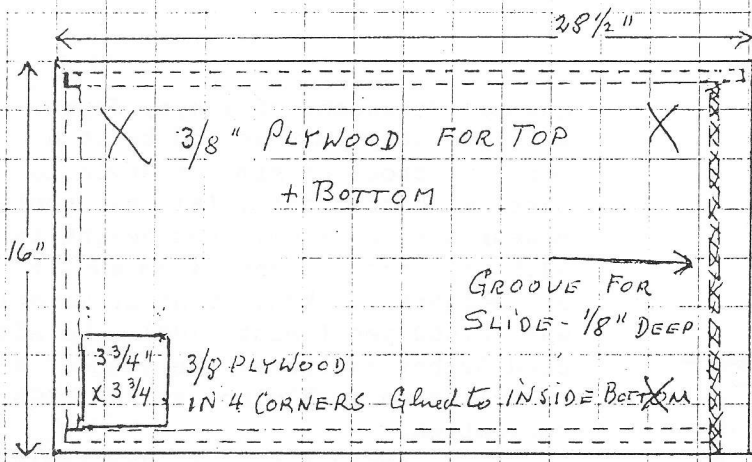 28 1/2"
3/8" PLYWOOD FOR TOP
+ BOTTOM
16"
GROOVE FOR
SLIDE - 1/8" DEEP
3 3/4"
X 3 3/4
3/8 PLYWOOD
IN 4 CORNERS Glued to INSIDE BOTTOM